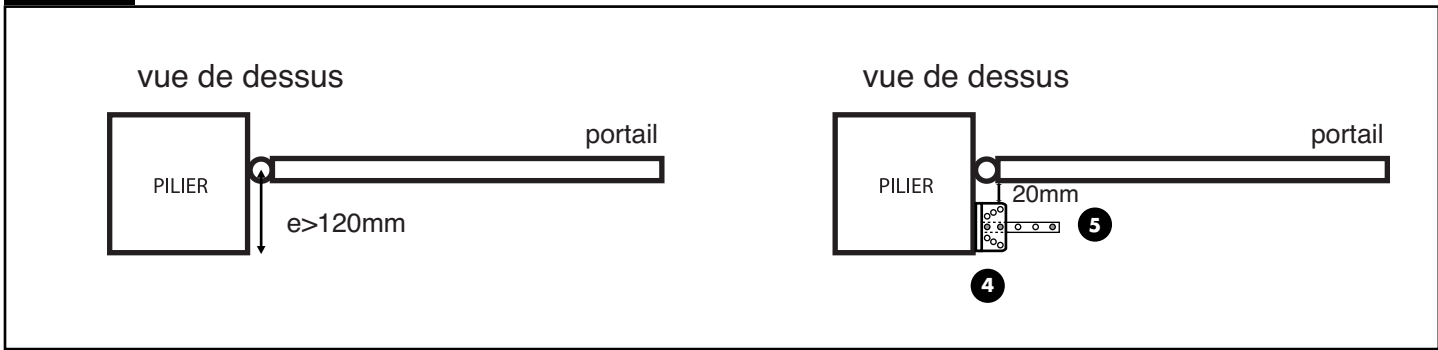 vue de dessus
portail
PILIER
e>120mm
vue de dessus
portail
PILIER
20mm
5
4